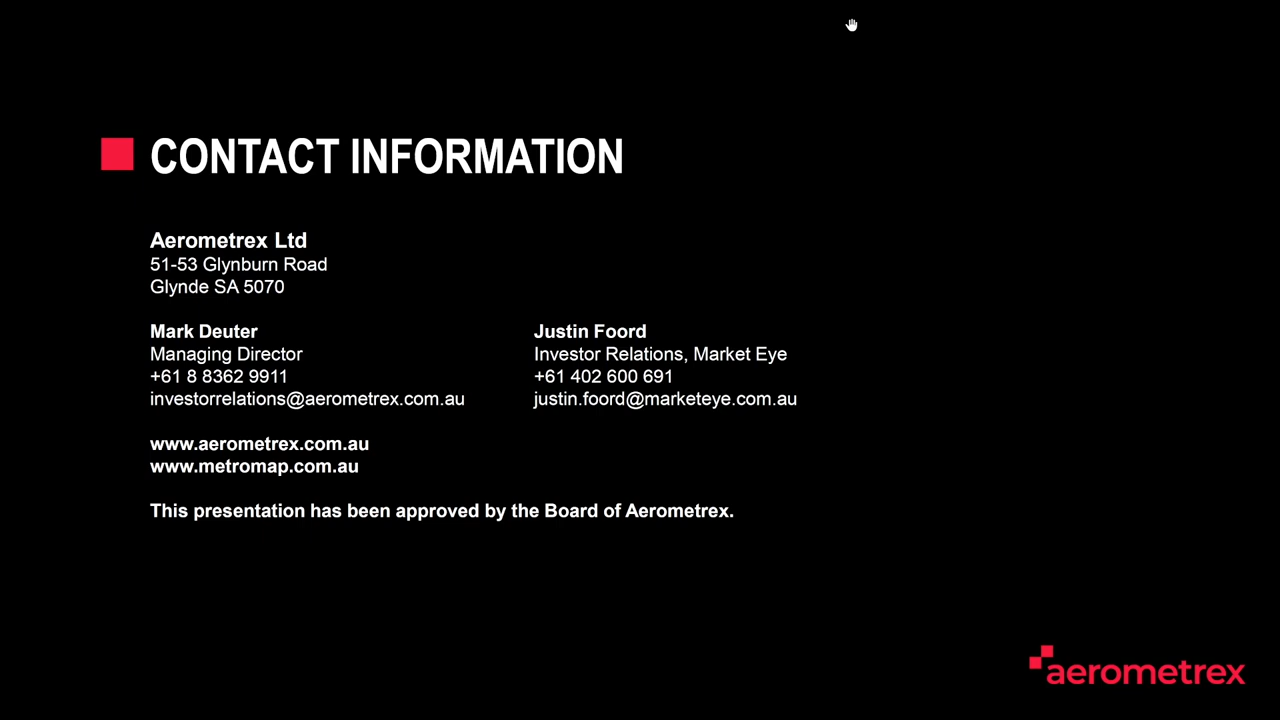 CONTACT INFORMATION
Aerometrex Ltd
51-53 Glynburn Road
Glynde SA 5070
Mark Deuter
Managing Director
+61 8 8362 9911
investorrelations@aerometrex.com.au
Justin Foord
Investor Relations, Market Eye
+61 402 600 691
justin.foord@marketeye.com.au
www.aerometrex.com.au
www.metromap.com.au
This presentation has been approved by the Board of Aerometrex.
aerometrex